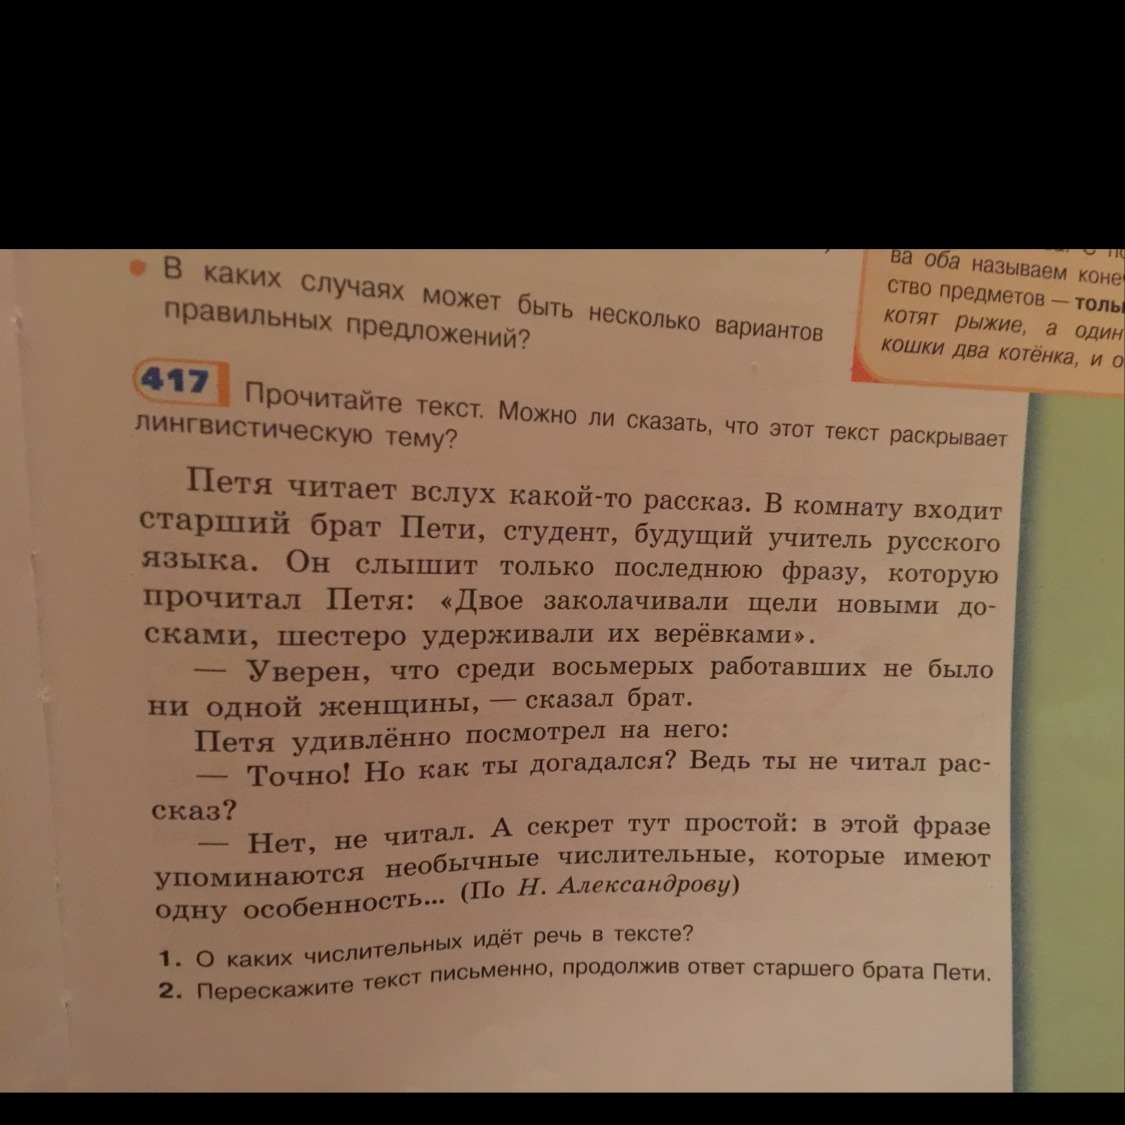 В каких случаях может быть несколько вариантов
правильных предложений?
ва оба называем коне
ство предметов — толь
котят рыжие, а один
кошки два котёнка, и о
417 Прочитайте текст. Можно ли сказать, что этот текст раскрывает
лингвистическую тему?
Петя читает вслух какой-то рассказ. В комнату входит
старший брат Пети, студент, будущий учитель русского
языка. Он слышит только последнюю фразу, которую
прочитал Петя: «Двое заколачивали щели новыми до-
сками, шестеро удерживали их верёвками».
— Уверен, что среди восьмерых работавших не было
ни одной женщины, — сказал брат.
Петя удивлённо посмотрел на него:
— Точно! Но как ты догадался? Ведь ты не читал рас-
сказ?
— Нет, не читал. А секрет тут простой: в этой фразе
упоминаются необычные числительные, которые имеют
одну особенность... (По Н. Александрову)
1. О каких числительных идёт речь в тексте?
2. Перескажите текст письменно, продолжив ответ старшего брата Пети.